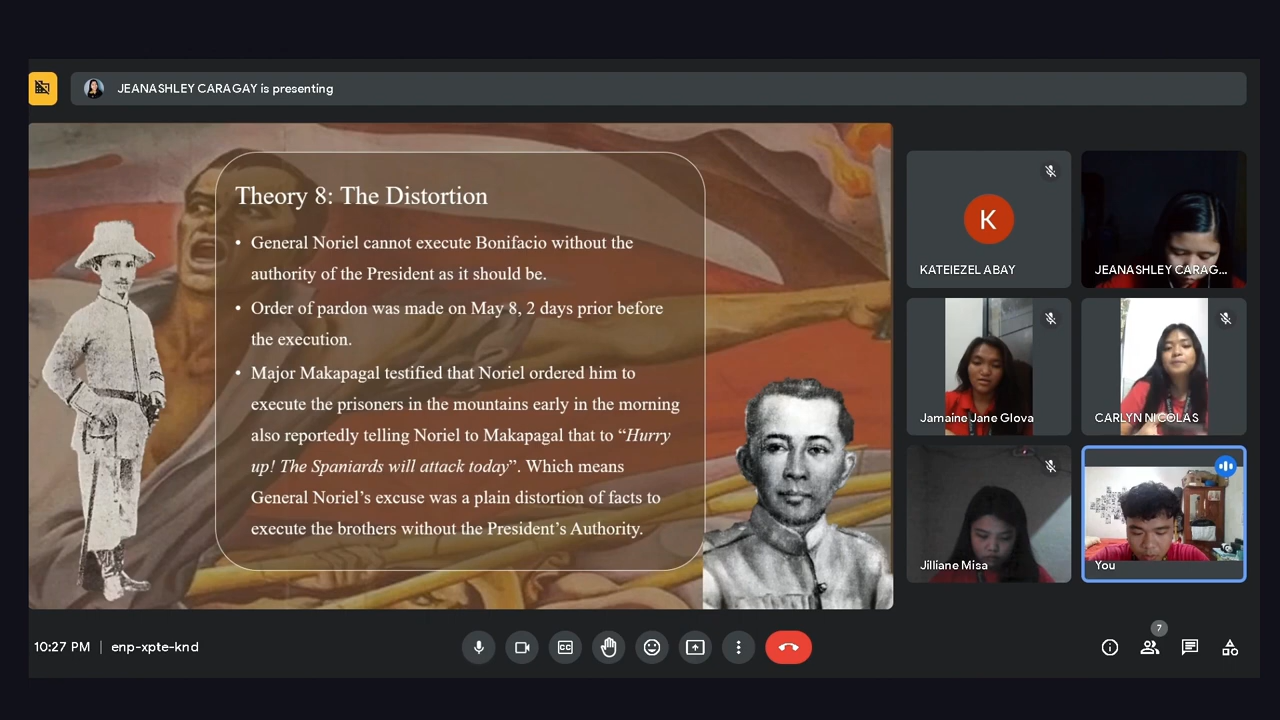 JEANASHLEY CARAGAY is presenting
Theory 8: The Distortion
• General Noriel cannot execute Bonifacio without the
authority of the President as it should be.
• Order of pardon was made on May 8, 2 days prior before
the execution.
• Major Makapagal testified that Noriel ordered him to
execute the prisoners in the mountains early in the morning
also reportedly telling Noriel to Makapagal that to “Hurry
up! The Spaniards will attack today”. Which means
General Noriel’s excuse was a plain distortion of facts to
execute the brothers without the President’s Authority.
K
KATEIEZEL ABAY
JEANASHLEY CARAG...
Jamaine Jane Glova
CARLYN NICOLAS
Jilliane Misa
You
10:27 PM | enp-xpte-knd
CC
7